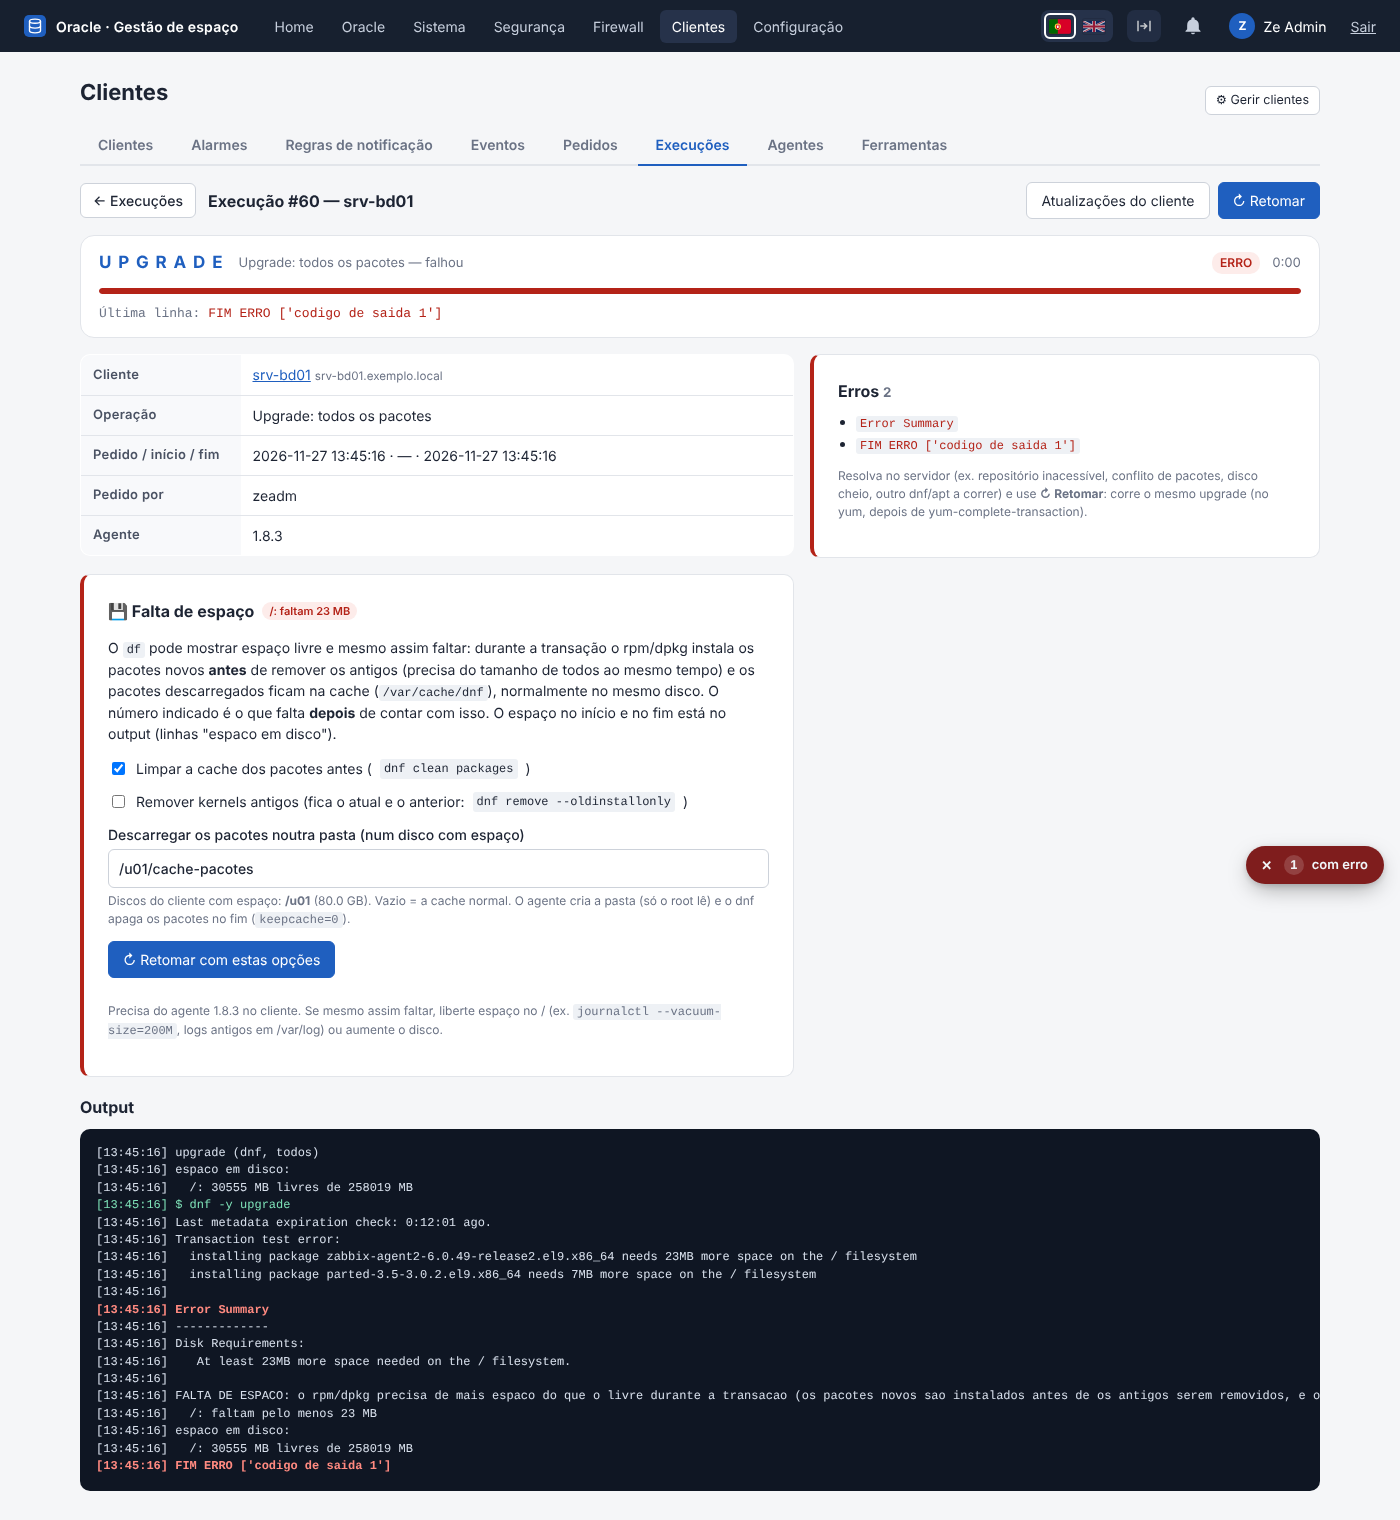 Oracle · Gestão de espaço
Home
Oracle
Sistema
Segurança
Firewall
Clientes
Configuração
Z
Ze Admin
Sair
Clientes
⚙ Gerir clientes
Clientes
Alarmes
Regras de notificação
Eventos
Pedidos
Execuções
Agentes
Ferramentas
← Execuções
Execução #60 — srv-bd01
Atualizações do cliente
↻ Retomar
UPGRADE
Upgrade: todos os pacotes — falhou
ERRO
0:00
Última linha: FIM ERRO ['codigo de saida 1']
Cliente
srv-bd01 srv-bd01.exemplo.local
Operação
Upgrade: todos os pacotes
Pedido / início / fim
2026-11-27 13:45:16 · — · 2026-11-27 13:45:16
Pedido por
zeadm
Agente
1.8.3
Erros 2
Error Summary
FIM ERRO ['codigo de saida 1']
Resolva no servidor (ex. repositório inacessível, conflito de pacotes, disco
cheio, outro dnf/apt a correr) e use ↻ Retomar: corre o mesmo upgrade (no
yum, depois de yum-complete-transaction).
💾 Falta de espaço
/: faltam 23 MB
O df pode mostrar espaço livre e mesmo assim faltar: durante a transação o rpm/dpkg instala os
pacotes novos antes de remover os antigos (precisa do tamanho de todos ao mesmo tempo) e os
pacotes descarregados ficam na cache (/var/cache/dnf), normalmente no mesmo disco. O
número indicado é o que falta depois de contar com isso. O espaço no início e no fim está no
output (linhas "espaco em disco").
Limpar a cache dos pacotes antes ( dnf clean packages )
Remover kernels antigos (fica o atual e o anterior: dnf remove --oldinstallonly )
Descarregar os pacotes noutra pasta (num disco com espaço)
/u01/cache-pacotes
Discos do cliente com espaço: /u01 (80.0 GB). Vazio = a cache normal. O agente cria a pasta (só o root lê) e o dnf
apaga os pacotes no fim (keepcache=0).
↻ Retomar com estas opções
Precisa do agente 1.8.3 no cliente. Se mesmo assim faltar, liberte espaço no / (ex. journalctl --vacuum-
size=200M, logs antigos em /var/log) ou aumente o disco.
× 1 com erro
Output
[13:45:16] upgrade (dnf, todos)
[13:45:16] espaco em disco:
[13:45:16]   /: 30555 MB livres de 258019 MB
[13:45:16] $ dnf -y upgrade
[13:45:16] Last metadata expiration check: 0:12:01 ago.
[13:45:16] Transaction test error:
[13:45:16]   installing package zabbix-agent2-6.0.49-release2.el9.x86_64 needs 23MB more space on the / filesystem
[13:45:16]   installing package parted-3.5-3.0.2.el9.x86_64 needs 7MB more space on the / filesystem
[13:45:16]
[13:45:16] Error Summary
[13:45:16] -------------
[13:45:16] Disk Requirements:
[13:45:16]    At least 23MB more space needed on the / filesystem.
[13:45:16]
[13:45:16] FALTA DE ESPACO: o rpm/dpkg precisa de mais espaco do que o livre durante a transacao (os pacotes novos sao instalados antes de os antigos serem removidos, e o
[13:45:16]   /: faltam pelo menos 23 MB
[13:45:16] espaco em disco:
[13:45:16]   /: 30555 MB livres de 258019 MB
[13:45:16] FIM ERRO ['codigo de saida 1']